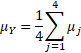 μ_Y = \frac{1}{4} \sum_{j=1}^{4} μ_j